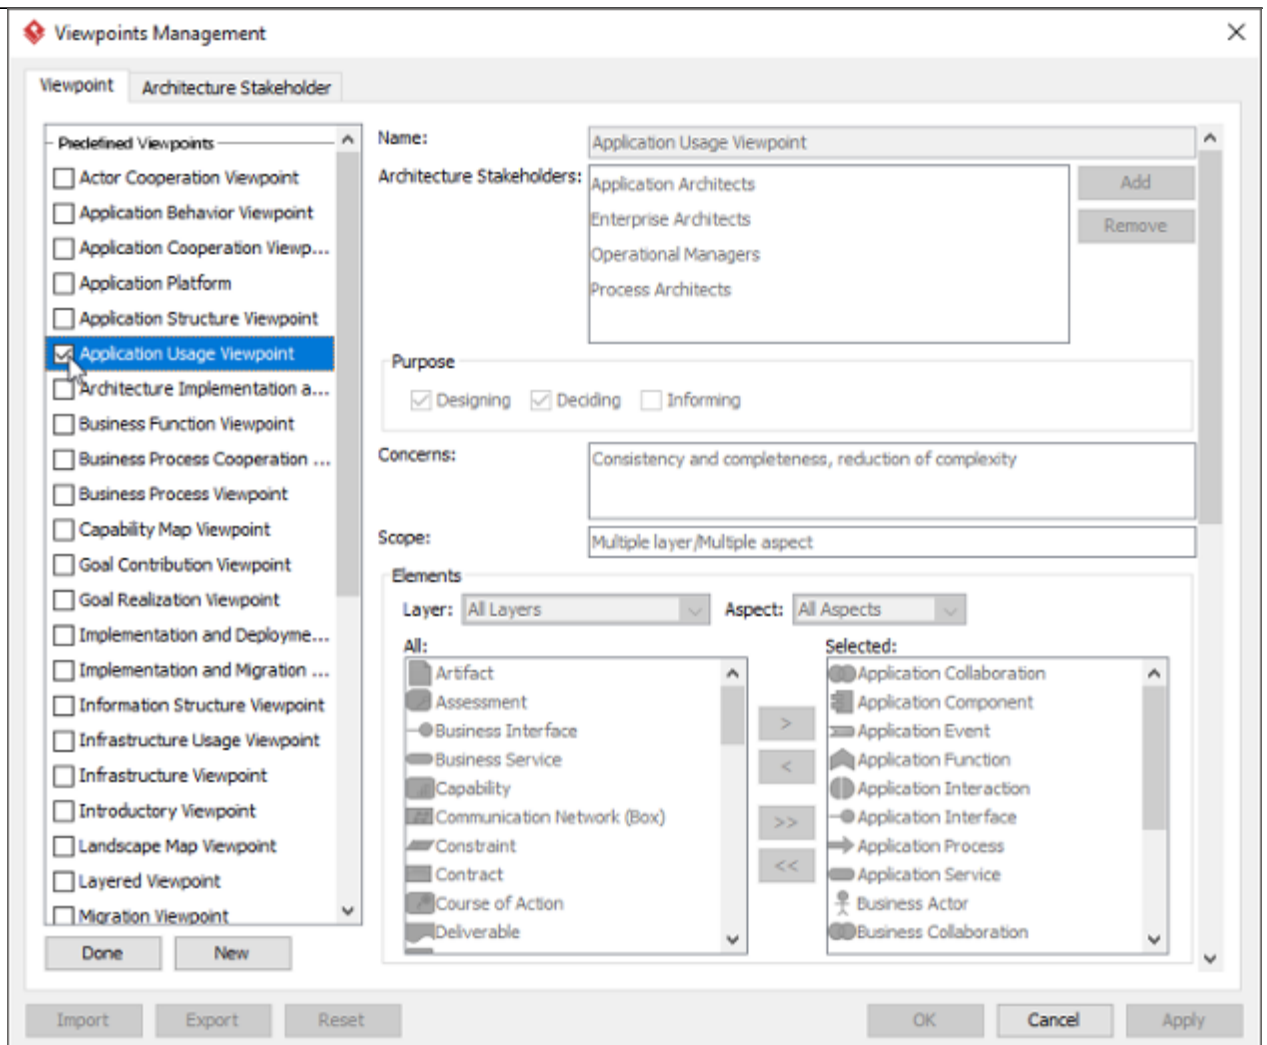 Viewpoints Management
Viewpoint
Architecture Stakeholder
Predefined Viewpoints
Actor Cooperation Viewpoint
Application Behavior Viewpoint
Application Cooperation Viewp...
Application Platform
Application Structure Viewpoint
Application Usage Viewpoint
Architecture Implementation a...
Business Function Viewpoint
Business Process Cooperation ...
Business Process Viewpoint
Capability Map Viewpoint
Goal Contribution Viewpoint
Goal Realization Viewpoint
Implementation and Deployme...
Implementation and Migration ...
Information Structure Viewpoint
Infrastructure Usage Viewpoint
Infrastructure Viewpoint
Introductory Viewpoint
Landscape Map Viewpoint
Layered Viewpoint
Migration Viewpoint
Done
New
Name:
Application Usage Viewpoint
Architecture Stakeholders:
Application Architects
Enterprise Architects
Operational Managers
Process Architects
Add
Remove
Purpose
Designing
Deciding
Informing
Concerns:
Consistency and completeness, reduction of complexity
Scope:
Multiple layer/Multiple aspect
Elements
Layer:
All Layers
Aspect:
All Aspects
All:
Artifact
Assessment
Business Interface
Business Service
Capability
Communication Network (Box)
Constraint
Contract
Course of Action
Deliverable
>
<
>>
<<
Selected:
Application Collaboration
Application Component
Application Event
Application Function
Application Interaction
Application Interface
Application Process
Application Service
Business Actor
Business Collaboration
Import
Export
Reset
OK
Cancel
Apply